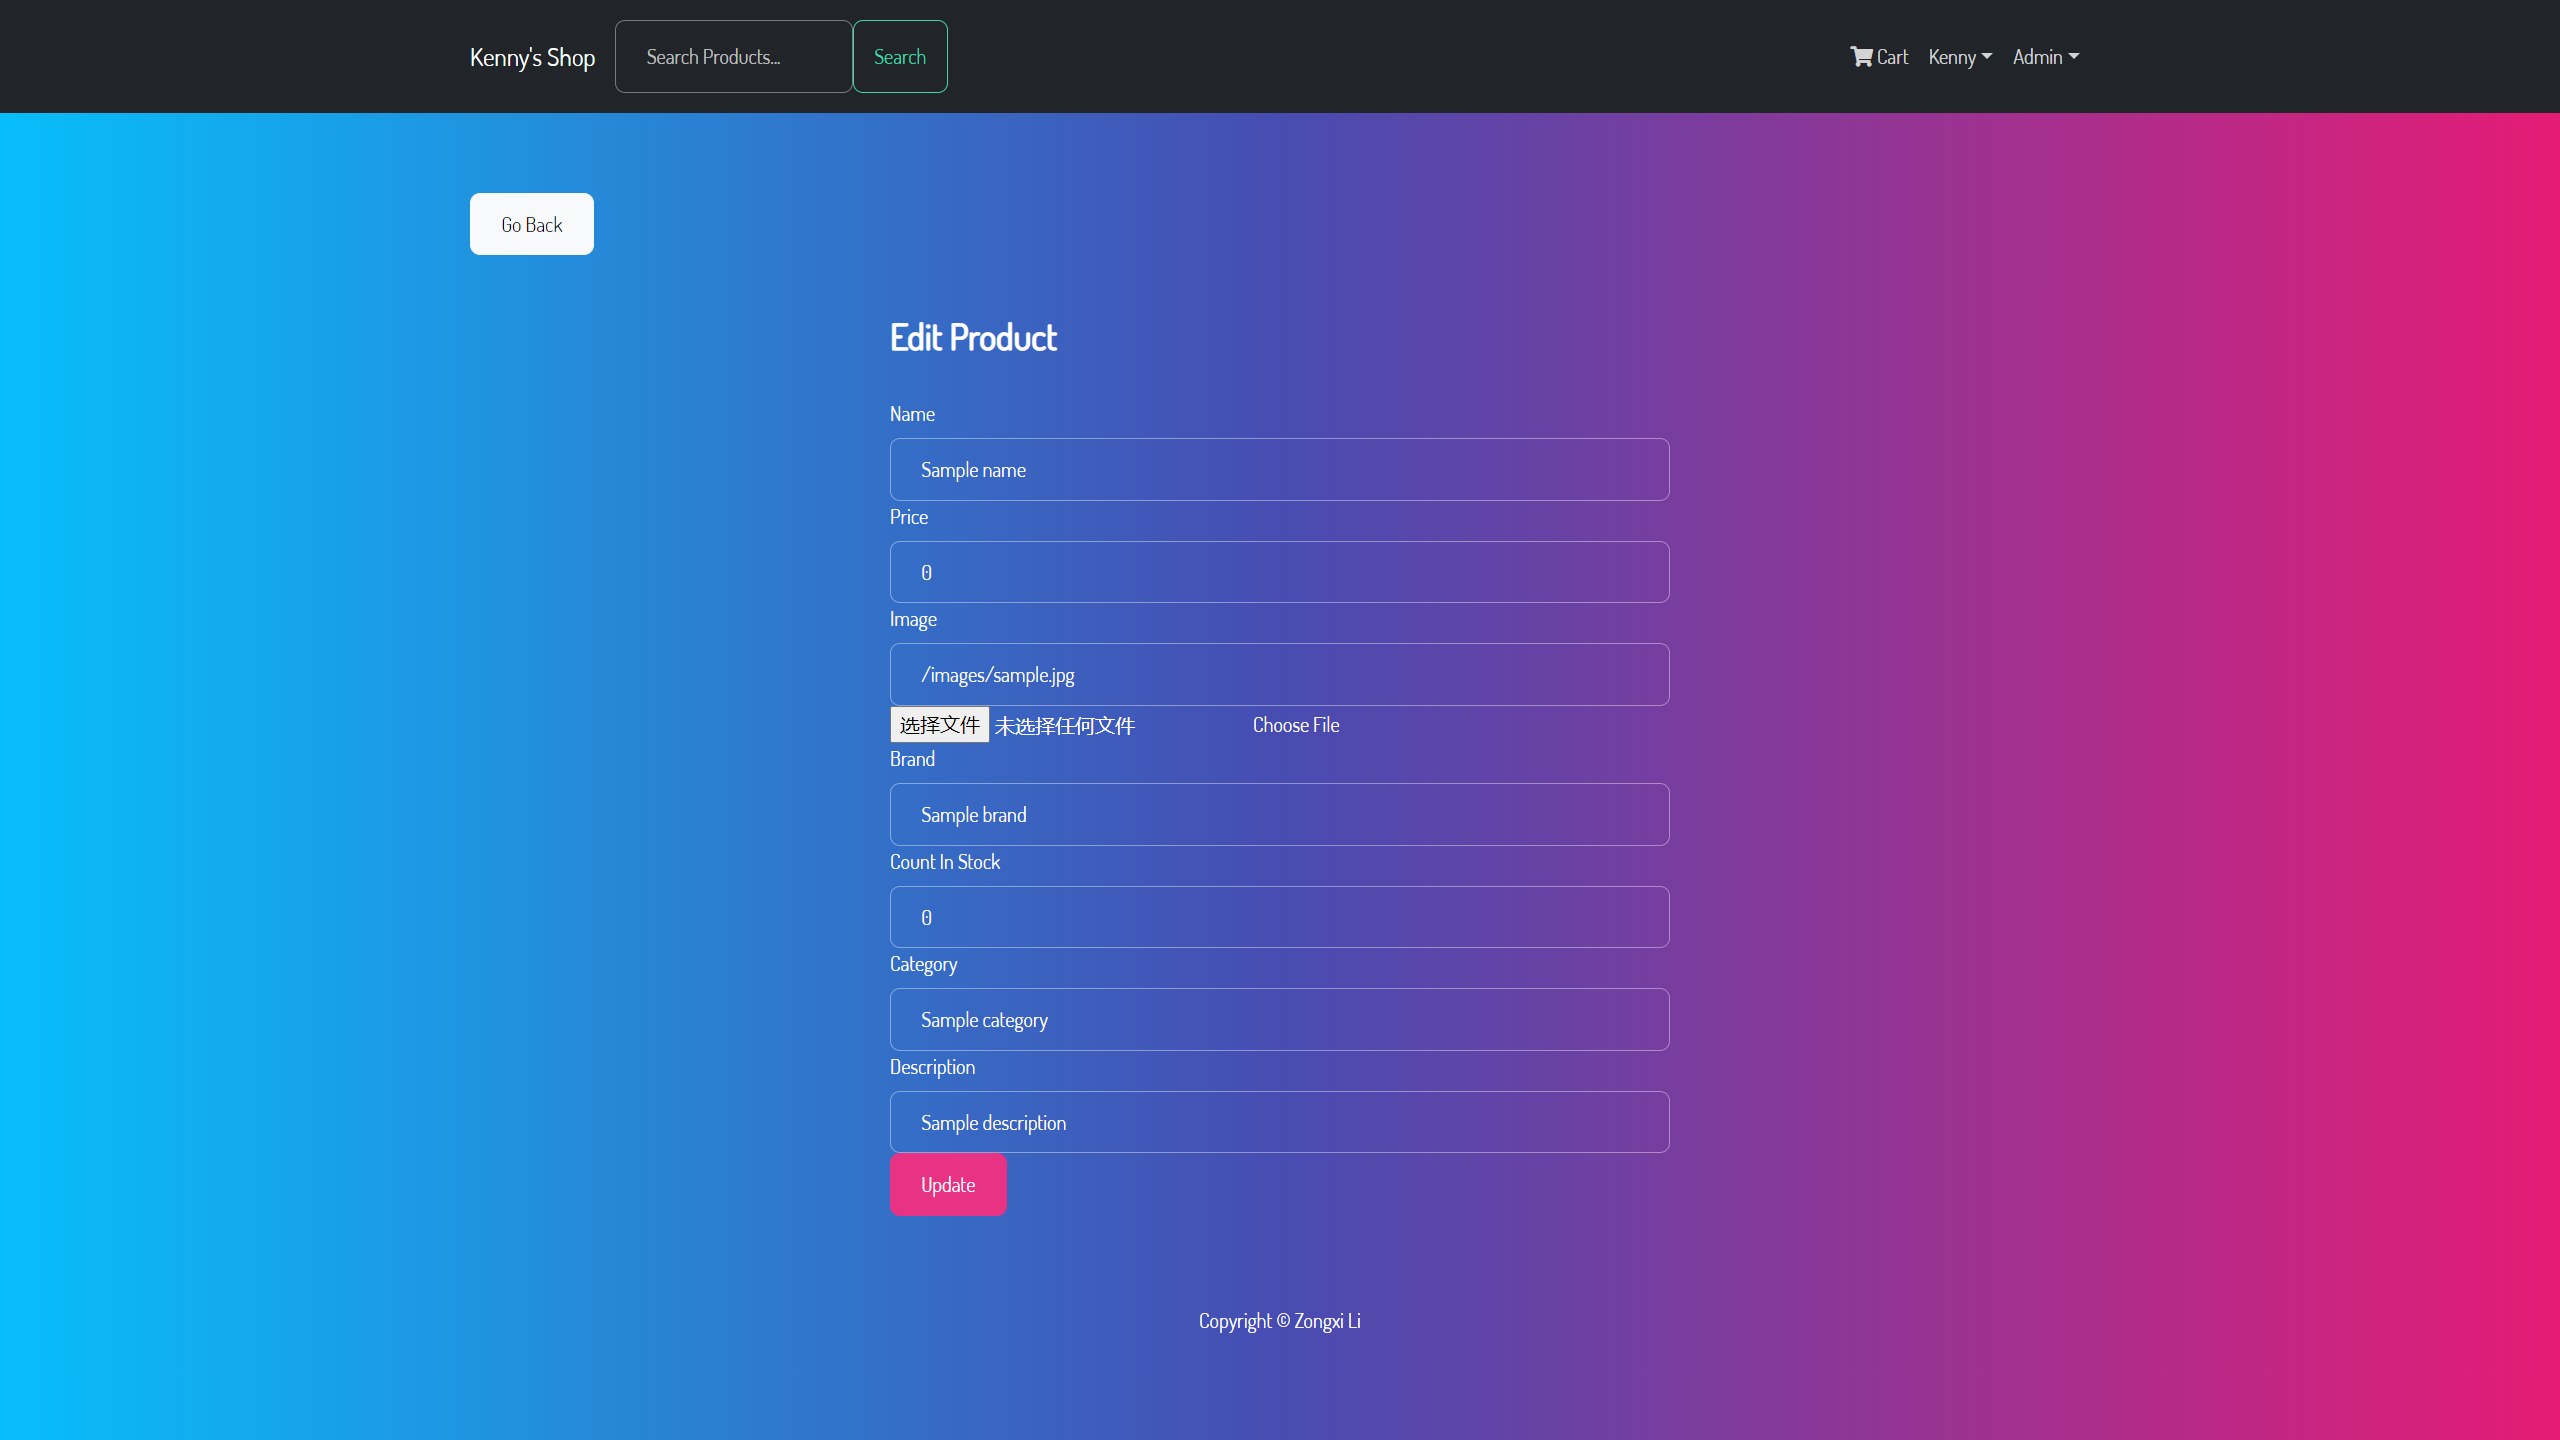 Kenny's Shop Search Products... Search Cart Kenny Admin
Go Back
Edit Product
Name
Sample name
Price
0
Image
/images/sample.jpg
选择文件 未选择任何文件 Choose File
Brand
Sample brand
Count In Stock
0
Category
Sample category
Description
Sample description
Update
Copyright © Zongxi Li